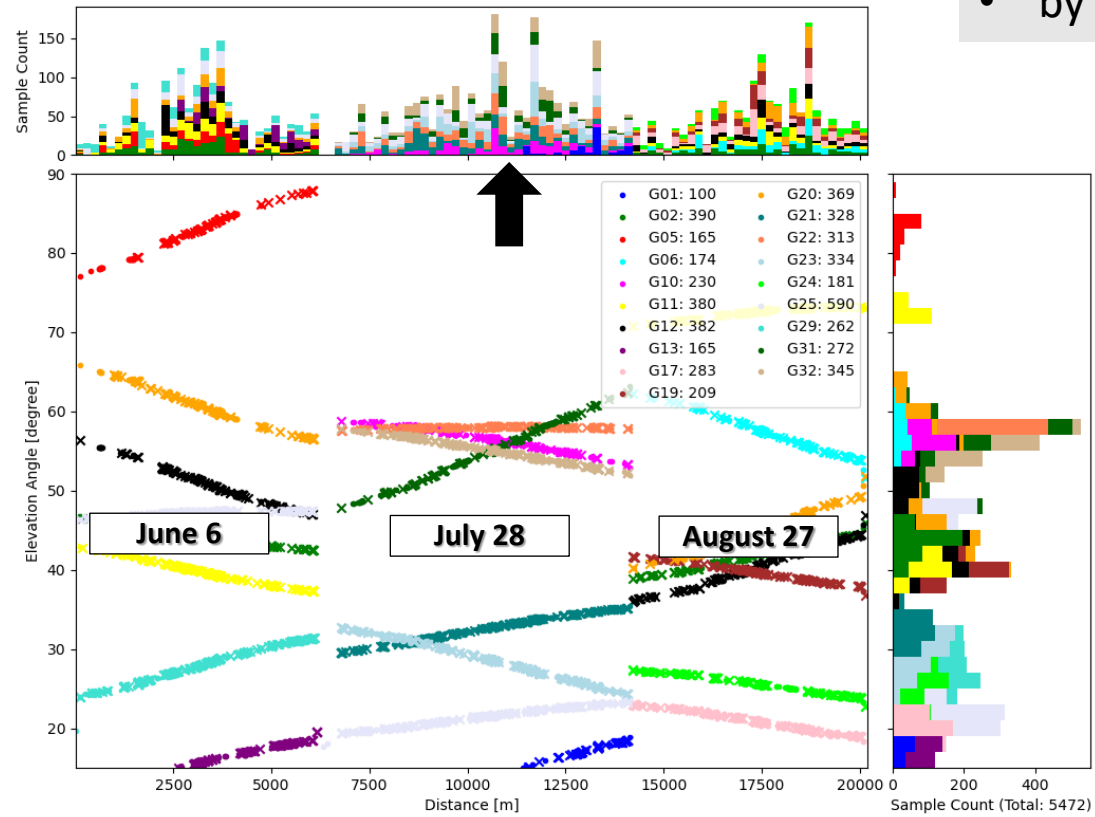 • by
Sample Count
150
100
50
0
Elevation Angle [degree]
90
80
70
60
50
40
30
20
G01: 100
G02: 390
G05: 165
G06: 174
G10: 230
G11: 380
G12: 382
G13: 165
G17: 283
G19: 209
G20: 369
G21: 328
G22: 313
G23: 334
G24: 181
G25: 590
G29: 262
G31: 272
G32: 345
June 6
July 28
August 27
2500 5000 7500 10000 12500 15000 17500 20000
Distance [m]
0 200 400
Sample Count (Total: 5472)